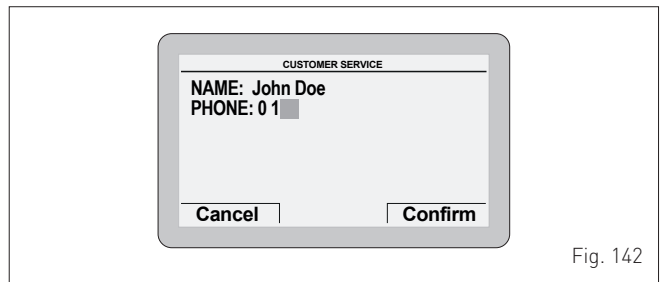 CUSTOMER SERVICE
NAME: John Doe
PHONE: 0 1
Cancel Confirm
Fig. 142